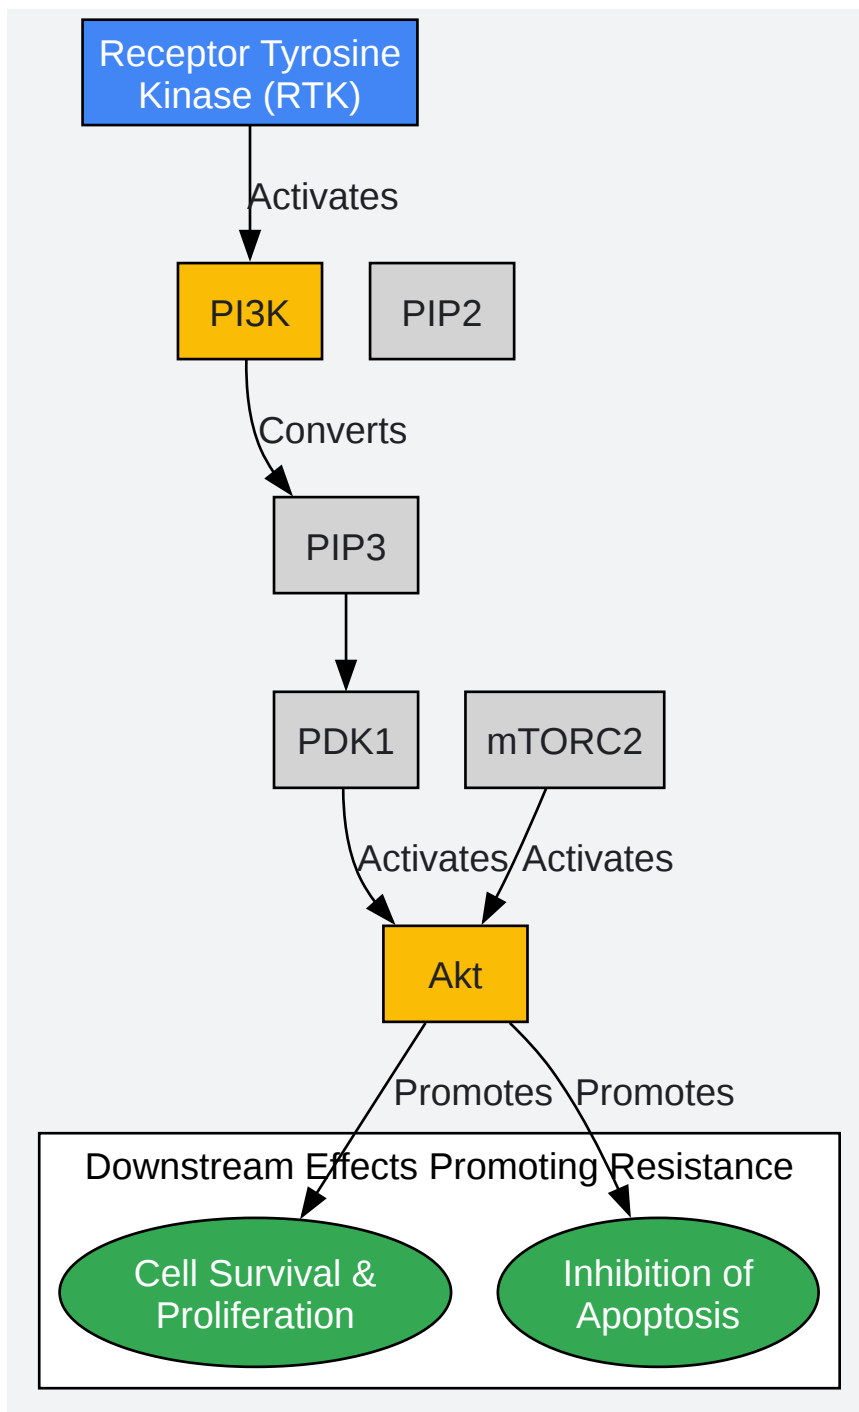 Receptor Tyrosine
Kinase (RTK)
Activates
PI3K
PIP2
Converts
PIP3
PDK1
mTORC2
Activates
Activates
Akt
Promotes
Promotes
Downstream Effects Promoting Resistance
Cell Survival &
Proliferation
Inhibition of
Apoptosis